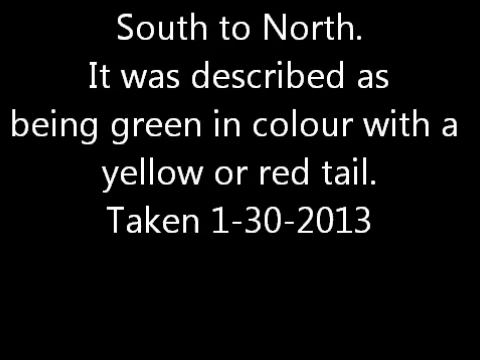 South to North.
It was described as
being green in colour with a
yellow or red tail.
Taken 1-30-2013